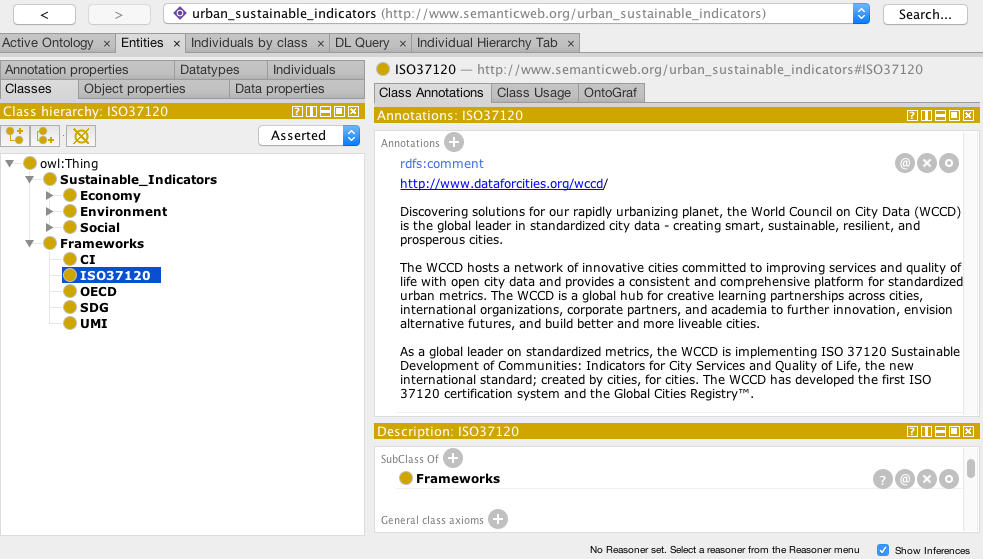 < > urban_sustainable_indicators (http://www.semanticweb.org/urban_sustainable_indicators) Search...
Active Ontology × Entities × Individuals by class × DL Query × Individual Hierarchy Tab ×
Annotation properties Datatypes Individuals
Classes Object properties Data properties
Class hierarchy: ISO37120
Asserted
owl:Thing
Sustainable_Indicators
Economy
Environment
Social
Frameworks
CI
ISO37120
OECD
SDG
UMI
ISO37120 — http://www.semanticweb.org/urban_sustainable_indicators#ISO37120
Class Annotations Class Usage OntoGraf
Annotations: ISO37120
Annotations
rdfs:comment
http://www.dataforcities.org/wccd/
Discovering solutions for our rapidly urbanizing planet, the World Council on City Data (WCCD)
is the global leader in standardized city data - creating smart, sustainable, resilient, and
prosperous cities.
The WCCD hosts a network of innovative cities committed to improving services and quality of
life with open city data and provides a consistent and comprehensive platform for standardized
urban metrics. The WCCD is a global hub for creative learning partnerships across cities,
international organizations, corporate partners, and academia to further innovation, envision
alternative futures, and build better and more liveable cities.
As a global leader on standardized metrics, the WCCD is implementing ISO 37120 Sustainable
Development of Communities: Indicators for City Services and Quality of Life, the new
international standard; created by cities, for cities. The WCCD has developed the first ISO
37120 certification system and the Global Cities Registry™.
Description: ISO37120
SubClass Of
Frameworks
General class axioms
No Reasoner set. Select a reasoner from the Reasoner menu Show Inferences